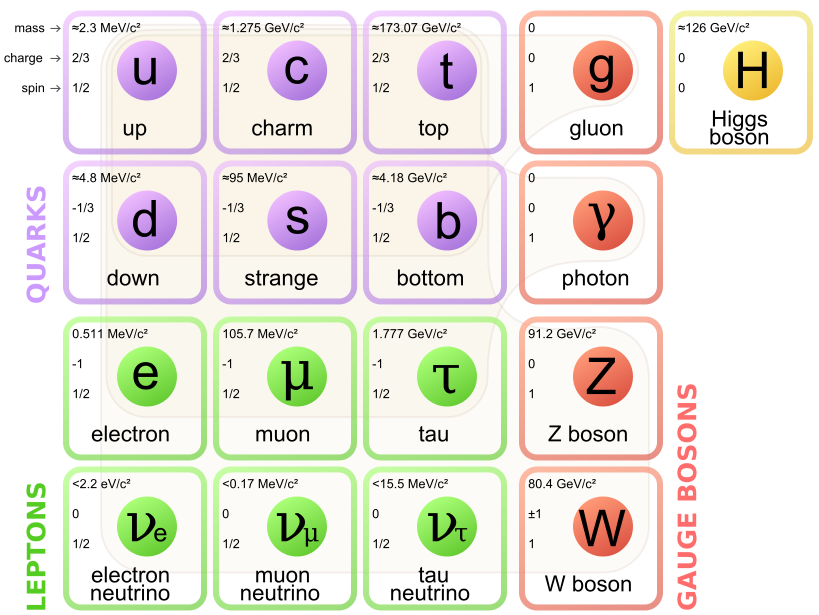 mass →
charge →
spin →
≈2.3 MeV/c²
2/3
1/2
u
up
≈1.275 GeV/c²
2/3
1/2
c
charm
≈173.07 GeV/c²
2/3
1/2
t
top
0
0
1
g
gluon
≈126 GeV/c²
0
0
H
Higgs
boson
QUARKS
≈4.8 MeV/c²
-1/3
1/2
d
down
≈95 MeV/c²
-1/3
1/2
s
strange
≈4.18 GeV/c²
-1/3
1/2
b
bottom
0
0
1
γ
photon
0.511 MeV/c²
-1
1/2
e
electron
105.7 MeV/c²
-1
1/2
μ
muon
1.777 GeV/c²
-1
1/2
τ
tau
91.2 GeV/c²
0
1
Z
Z boson
LEPTONS
<2.2 eV/c²
0
1/2
νe
electron
neutrino
<0.17 MeV/c²
0
1/2
νμ
muon
neutrino
<15.5 MeV/c²
0
1/2
ντ
tau
neutrino
80.4 GeV/c²
±1
1
W
W boson
GAUGE BOSONS